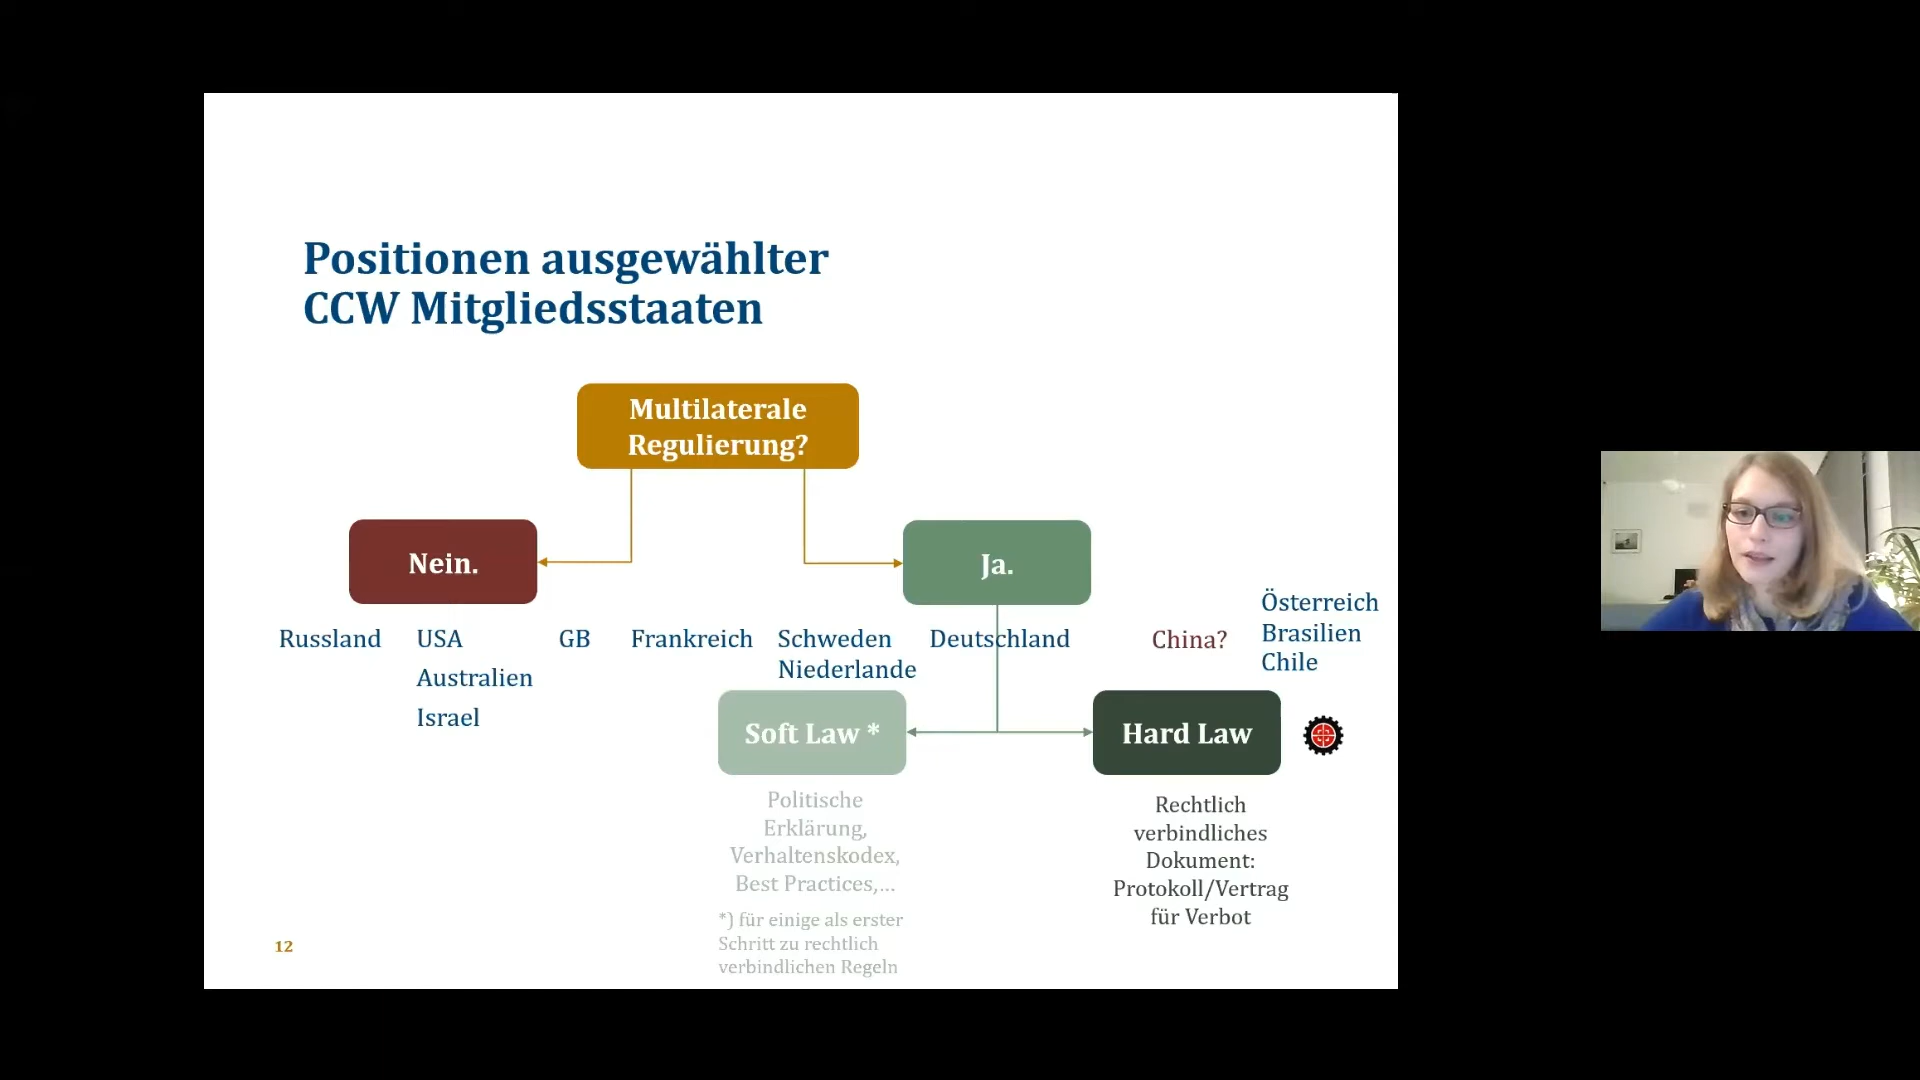 Positionen ausgewählter
CCW Mitgliedsstaaten
Multilaterale
Regulierung?
Nein.
Ja.
Russland
USA
Australien
Israel
GB
Frankreich
Schweden
Niederlande
Deutschland
China?
Österreich
Brasilien
Chile
Soft Law *
Hard Law
Politische
Erklärung,
Verhaltenskodex,
Best Practices,...
*) für einige als erster
Schritt zu rechtlich
verbindlichen Regeln
Rechtlich
verbindliches
Dokument:
Protokoll/Vertrag
für Verbot
12